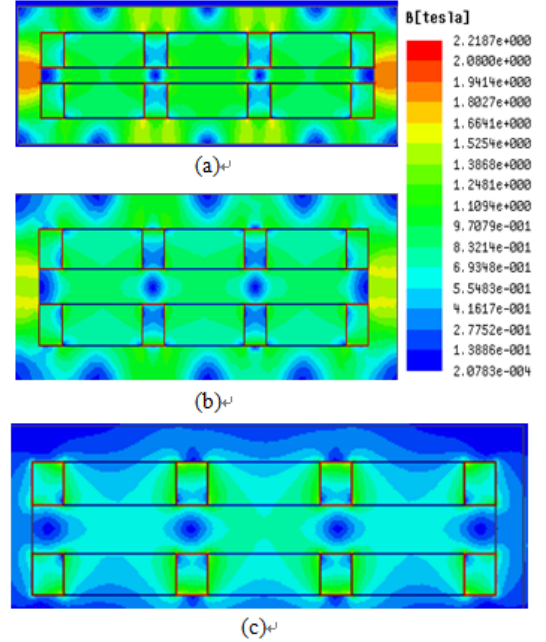 B[tesla]
2.2187e+000
2.0800e+000
1.9414e+000
1.8027e+000
1.6641e+000
1.5254e+000
1.3868e+000
1.2481e+000
1.1094e+000
9.7079e-001
8.3214e-001
6.9348e-001
5.5483e-001
4.1617e-001
2.7752e-001
1.3886e-001
2.0783e-004
(a)↵
(b)↵
(c)↵